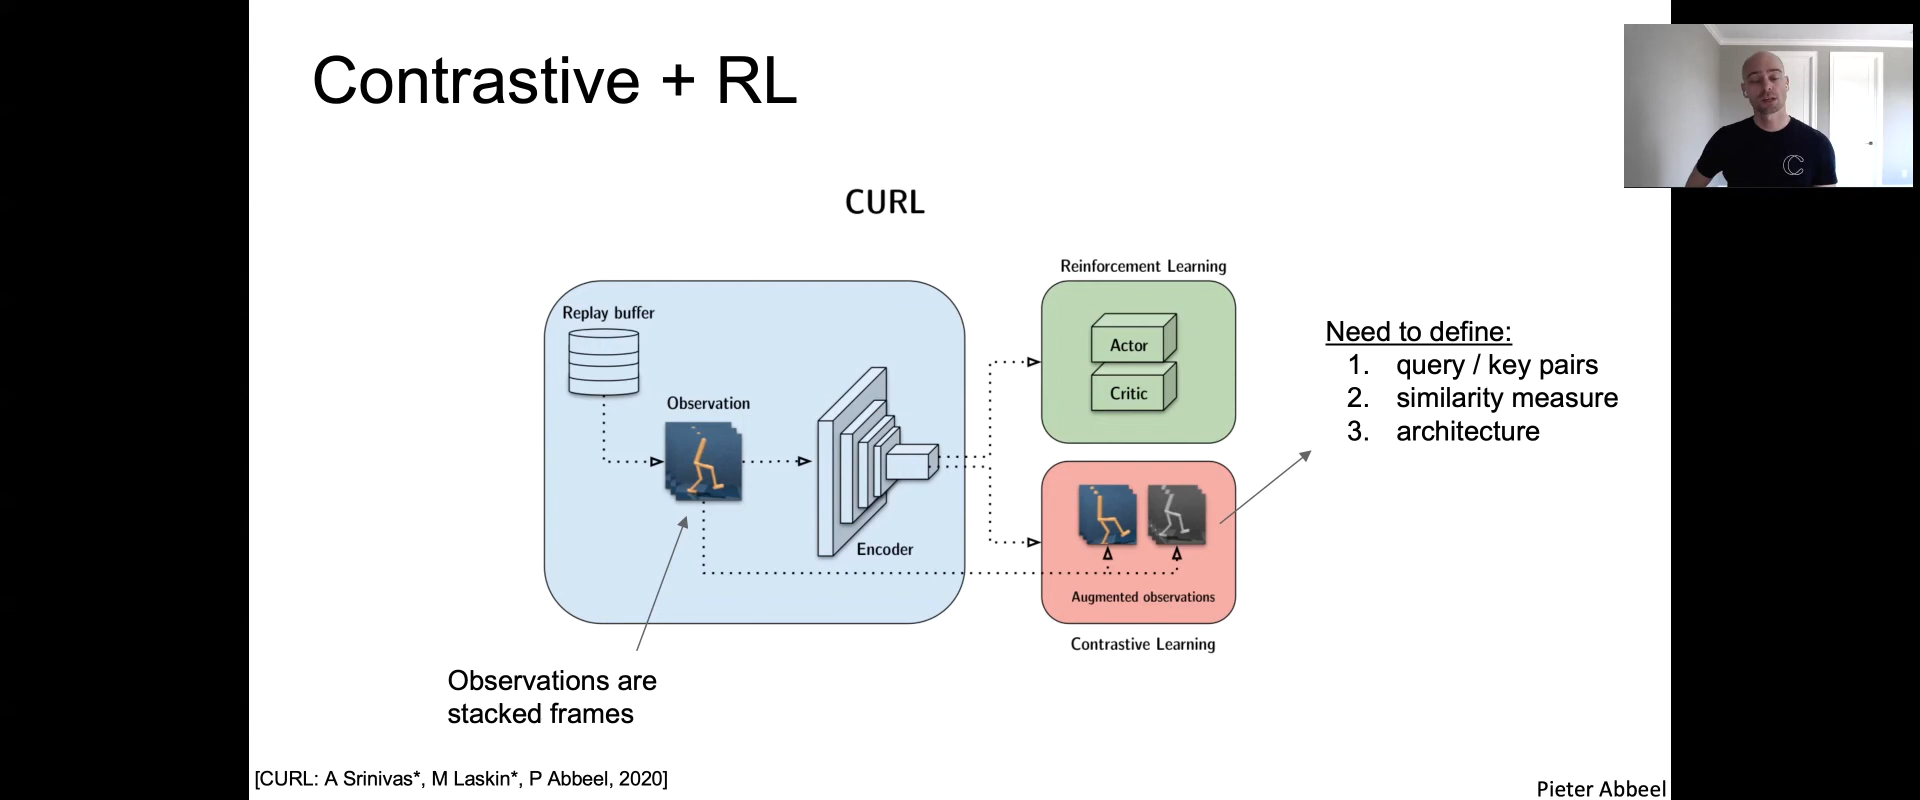 Contrastive + RL
CURL
Reinforcement Learning
Replay buffer
Actor
Critic
Observation
Encoder
Augmented observations
Contrastive Learning
Need to define:
1. query / key pairs
2. similarity measure
3. architecture
Observations are
stacked frames
[CURL: A Srinivas*, M Laskin*, P Abbeel, 2020]
Pieter Abbeel